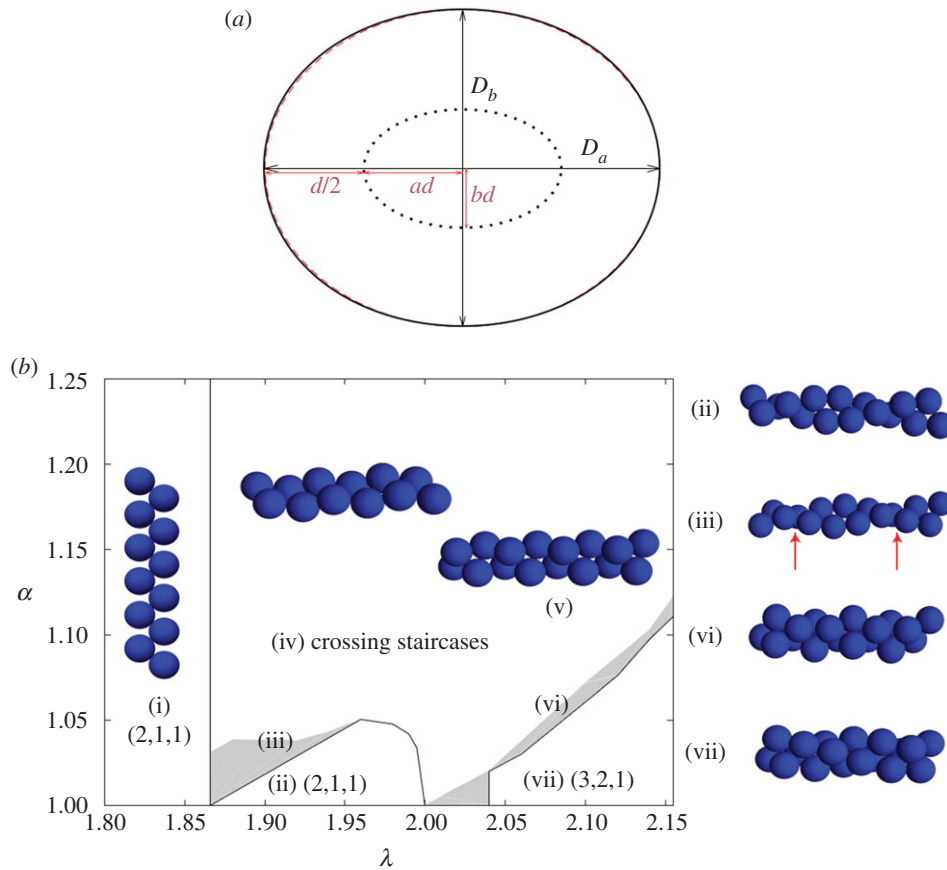 (a)
D_b
D_a
d/2
ad
bd
(b)
1.25
1.20
1.15
α
1.10
1.05
1.00
1.80
1.85
1.90
1.95
2.00
2.05
2.10
2.15
λ
(i)
(2,1,1)
(iv) crossing staircases
(v)
(iii)
(ii) (2,1,1)
(vi)
(vii) (3,2,1)
(ii)
(iii)
(vi)
(vii)